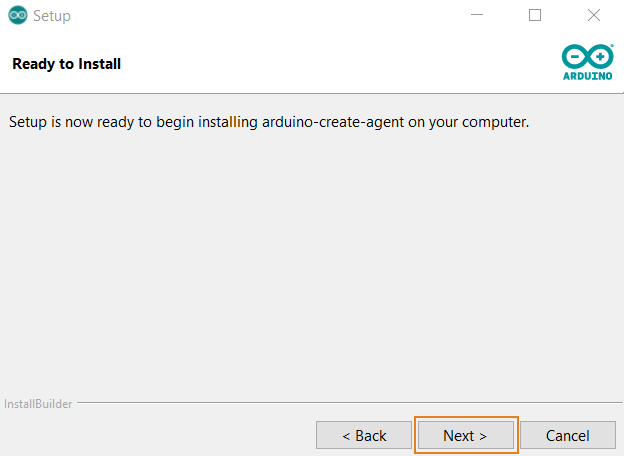 Setup
Ready to Install
ARDUINO
Setup is now ready to begin installing arduino-create-agent on your computer.
InstallBuilder
< Back
Next >
Cancel